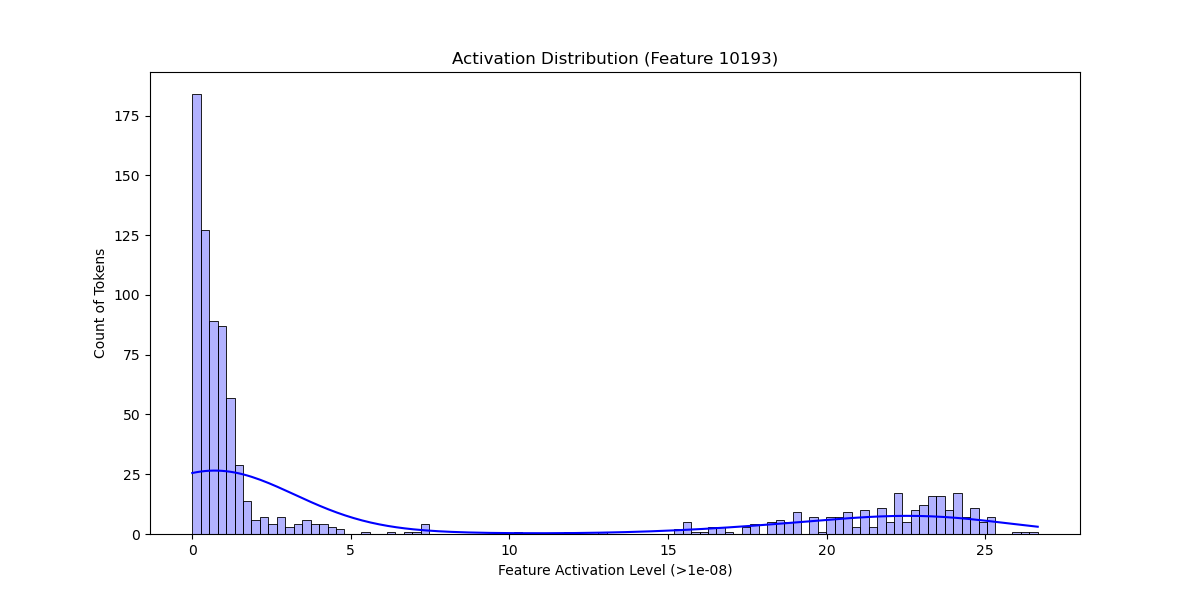 Activation Distribution (Feature 10193)
175
150
125
100
75
50
25
0
Count of Tokens
0 5 10 15 20 25
Feature Activation Level (>1e-08)